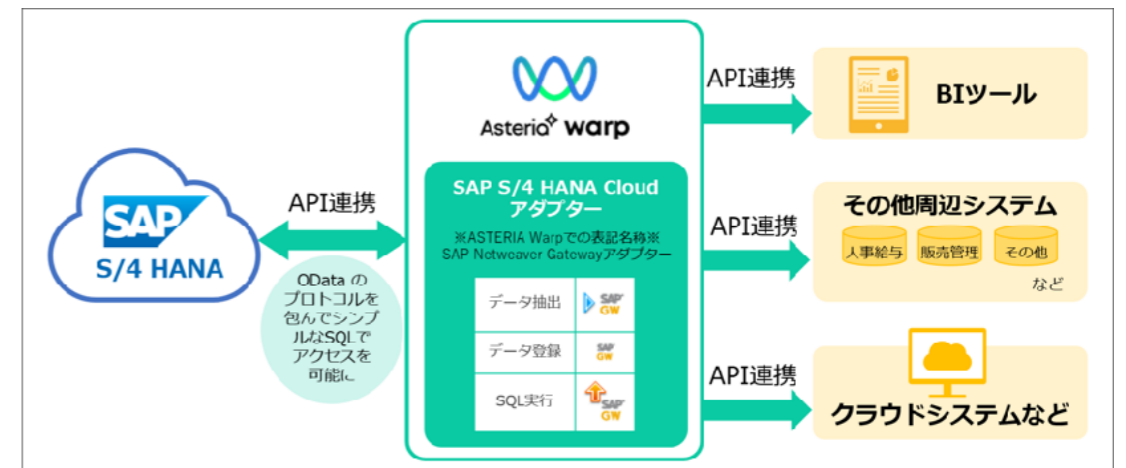 SAP
S/4 HANA
API連携
OData の
プロトコルを
包んでシンプ
ルなSQLで
アクセスを
可能に
Asteria warp
SAP S/4 HANA Cloud
アダプター
※ASTERIA Warpでの表記名称※
SAP Netweaver Gatewayアダプター
データ抽出
SAP
GW
データ登録
SAP
GW
SQL実行
SAP
GW
API連携
BIツール
API連携
その他周辺システム
人事給与
販売管理
その他
など
API連携
クラウドシステムなど